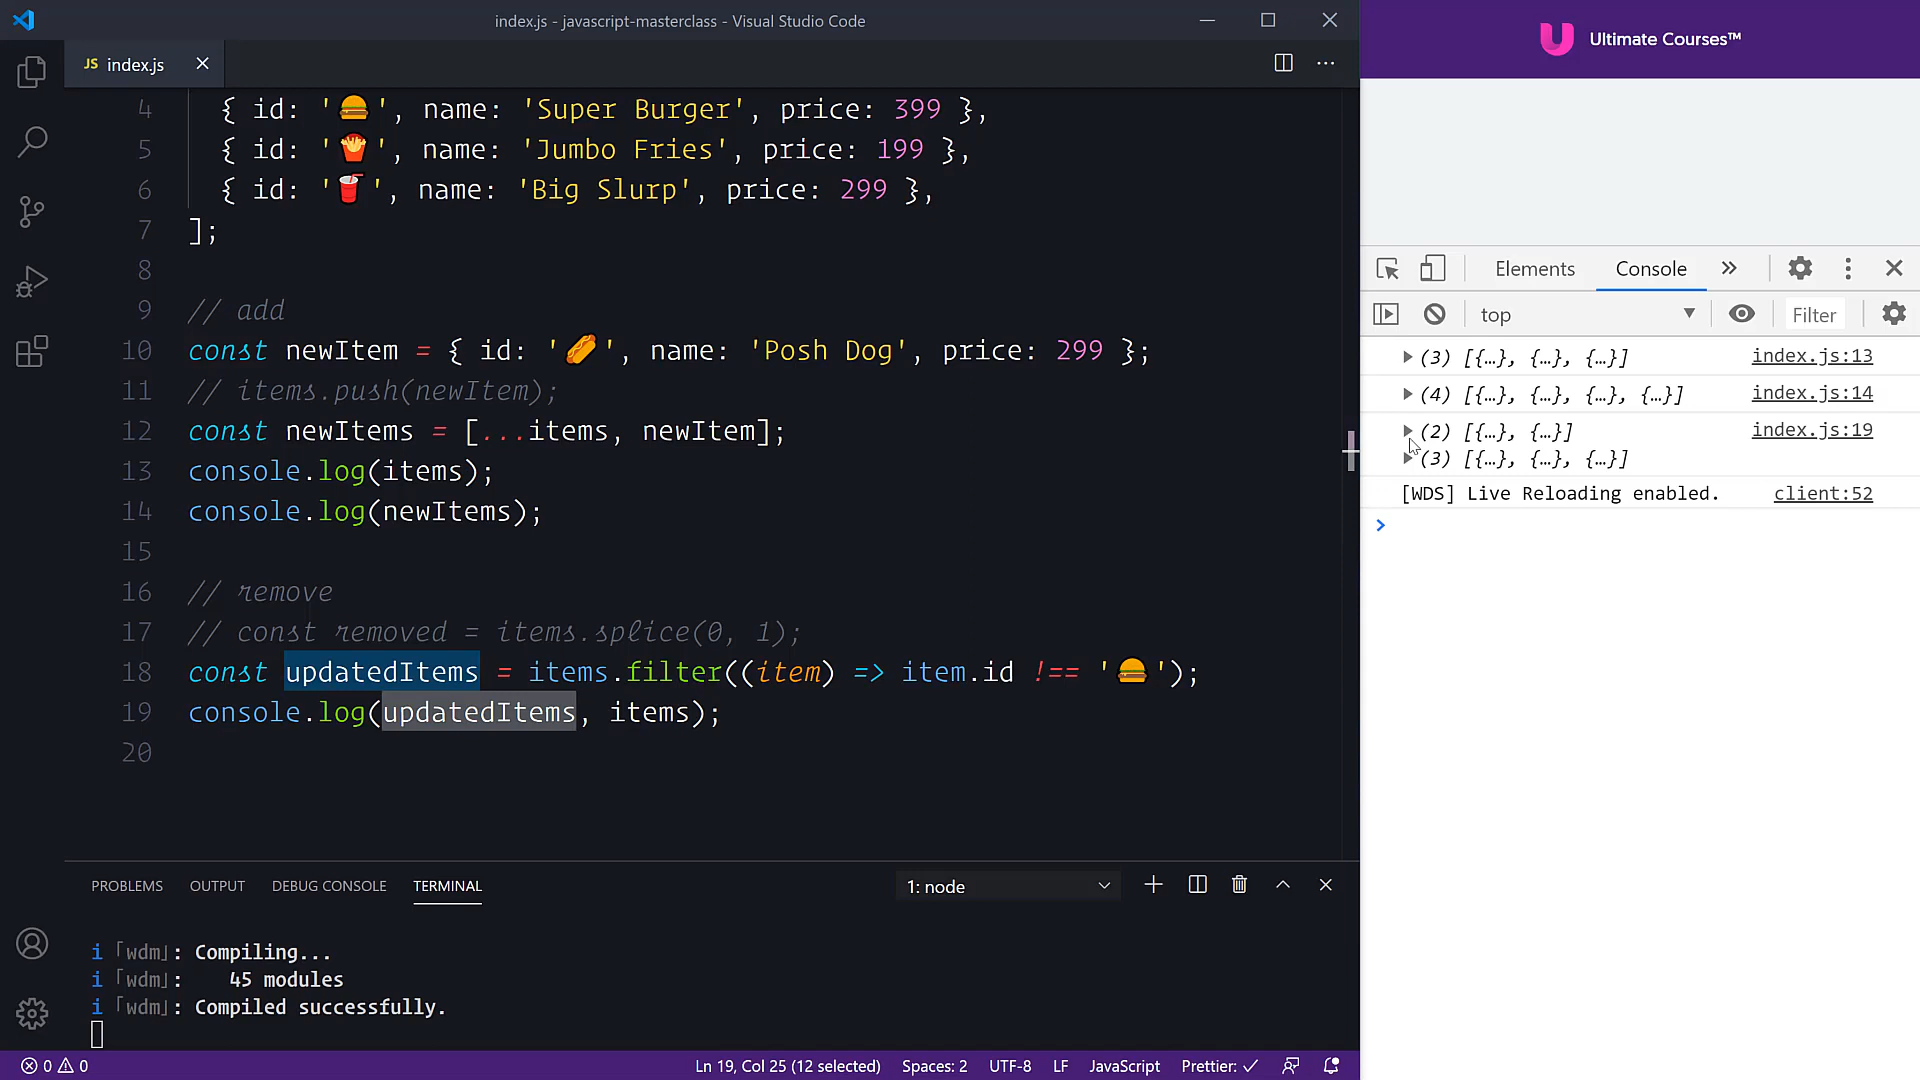 index.js - javascript-masterclass - Visual Studio Code
JS index.js
4 { id: '🍔', name: 'Super Burger', price: 399 },
5 { id: '🍟', name: 'Jumbo Fries', price: 199 },
6 { id: '🥤', name: 'Big Slurp', price: 299 },
7 ];
8
9 // add
10 const newItem = { id: '🌭', name: 'Posh Dog', price: 299 };
11 // items.push(newItem);
12 const newItems = [...items, newItem];
13 console.log(items);
14 console.log(newItems);
15
16 // remove
17 // const removed = items.splice(0, 1);
18 const updatedItems = items.filter((item) => item.id !== '🍔');
19 console.log(updatedItems, items);
20
PROBLEMS OUTPUT DEBUG CONSOLE TERMINAL 1: node
i 「wdm」: Compiling...
i 「wdm」: 45 modules
i 「wdm」: Compiled successfully.
0 0 Ln 19, Col 25 (12 selected) Spaces: 2 UTF-8 LF JavaScript Prettier: ✓
Ultimate Courses™
Elements Console »
top Filter
(3) [{…}, {…}, {…}] index.js:13
(4) [{…}, {…}, {…}, {…}] index.js:14
(2) [{…}, {…}] index.js:19
(3) [{…}, {…}, {…}]
[WDS] Live Reloading enabled. client:52